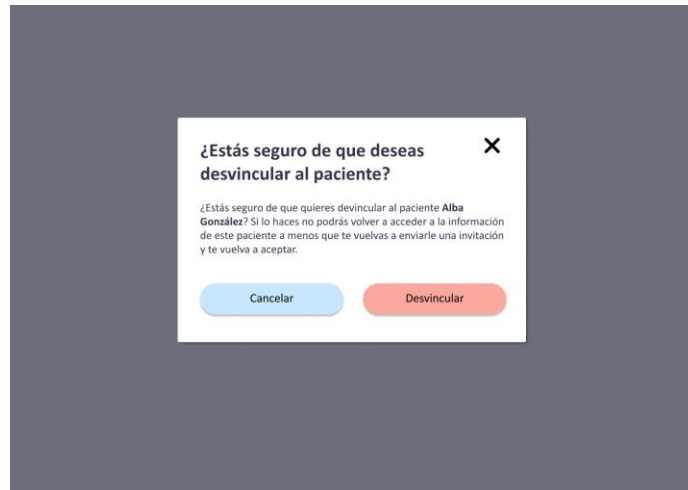 ¿Estás seguro de que deseas
desvincular al paciente?
¿Estás seguro de que quieres devincular al paciente Alba
González? Si lo haces no podrás volver a acceder a la información
de este paciente a menos que te vuelvas a enviarle una invitación
y te vuelva a aceptar.
Cancelar
Desvincular